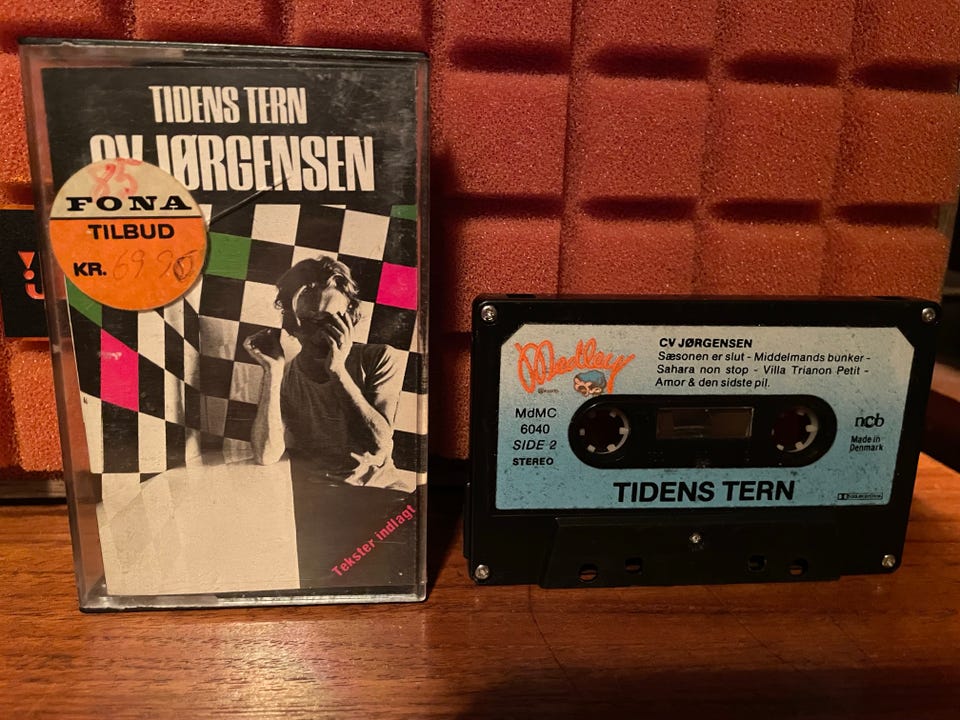 TIDENS TERN
CV JØRGENSEN
85
FONA
TILBUD
KR. 69 90
Tekster indlagt
Medley
CV JØRGENSEN
Sæsonen er slut - Middelmands bunker -
Sahara non stop - Villa Trianon Petit -
Amor & den sidste pil.
MdMC
6040
SIDE 2
STEREO
ncb
Made in
Denmark
TIDENS TERN